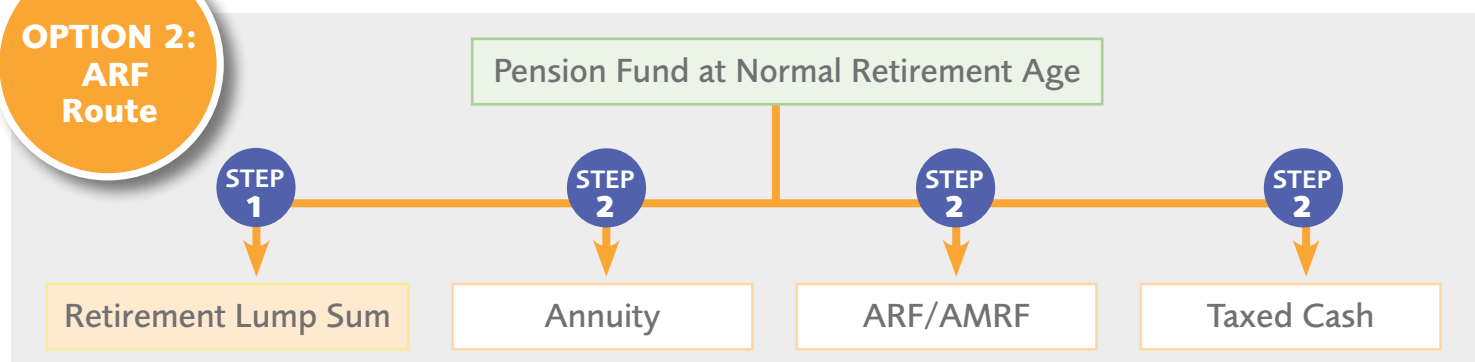 OPTION 2:
ARF
Route
Pension Fund at Normal Retirement Age
STEP
1
STEP
2
STEP
2
STEP
2
Retirement Lump Sum
Annuity
ARF/AMRF
Taxed Cash